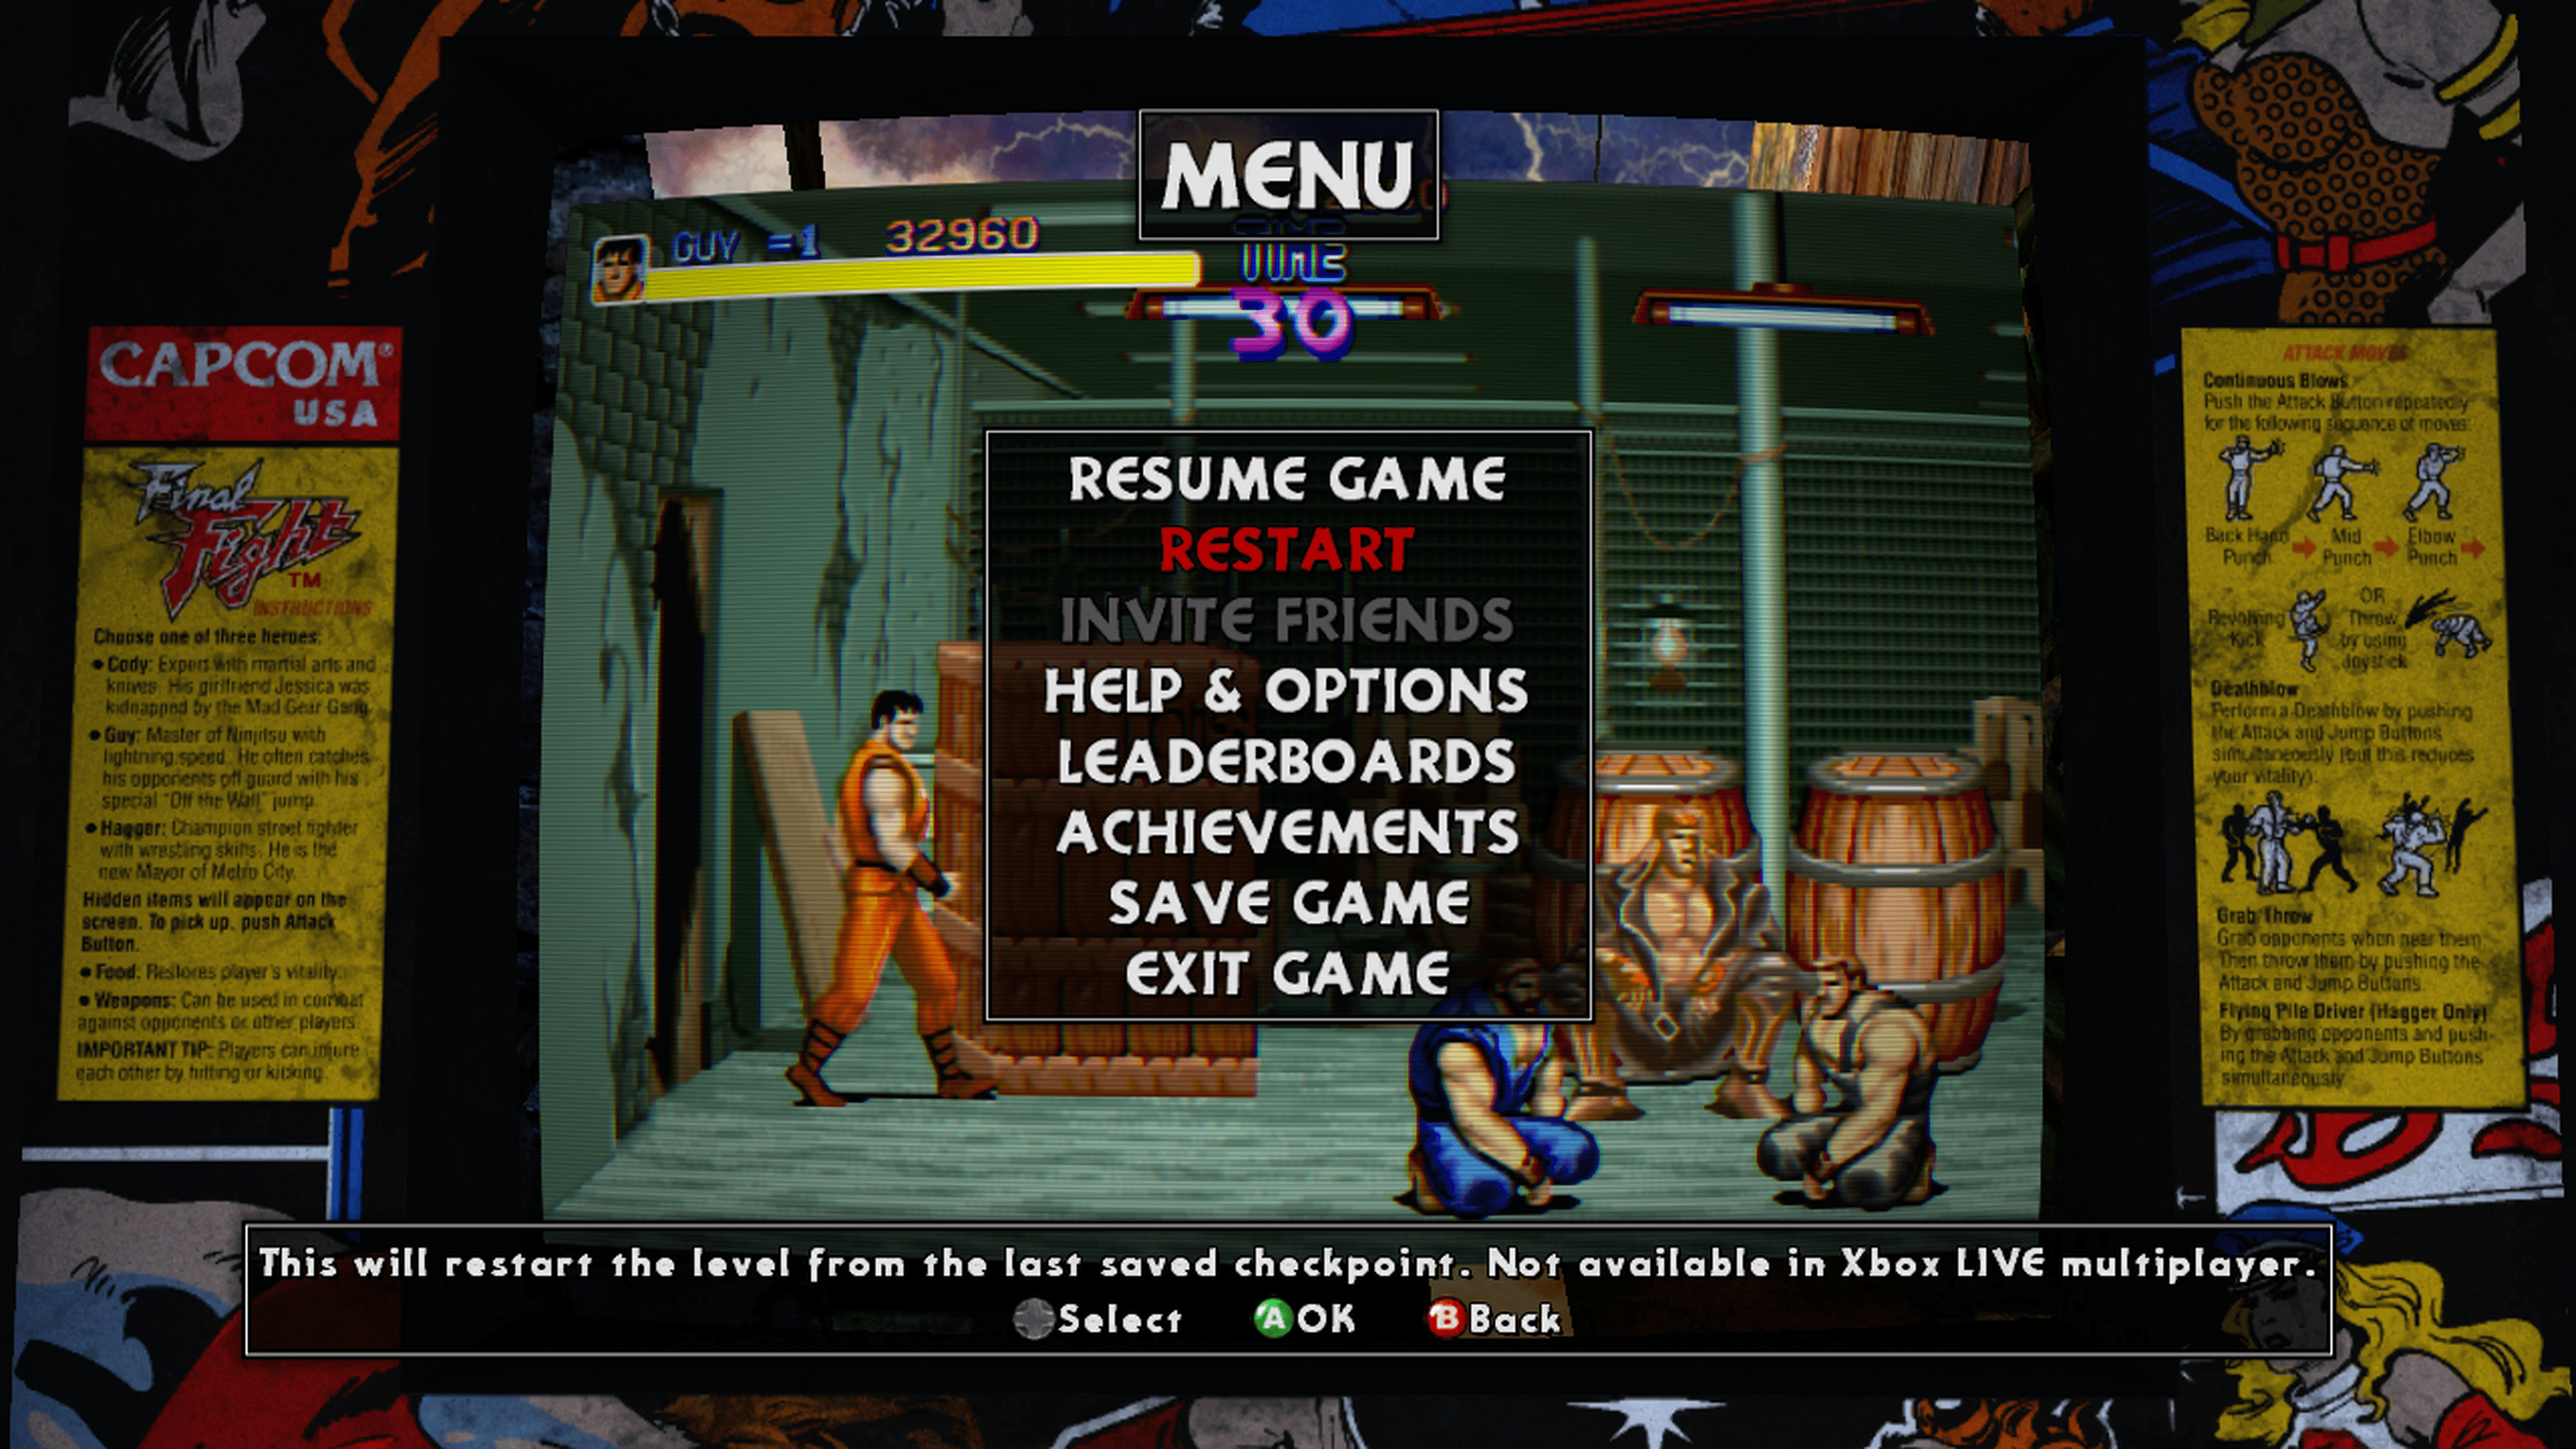 MENU
GUY =1 32960
TIME
30
RESUME GAME
RESTART
INVITE FRIENDS
HELP & OPTIONS
LEADERBOARDS
ACHIEVEMENTS
SAVE GAME
EXIT GAME
This will restart the level from the last saved checkpoint. Not available in Xbox LIVE multiplayer.
Select A OK B Back
CAPCOM®
USA
Final
Fight
TM
INSTRUCTIONS
Choose one of three heroes:
• Cody: Expert with martial arts and
knives. His girlfriend Jessica was
kidnapped by the Mad Gear Gang.
• Guy: Master of Ninjitsu with
lightning speed. He often catches
his opponents off guard with his
special "Off the Wall" jump.
• Hagger: Champion street fighter
with wrestling skills. He is the
new Mayor of Metro City.
Hidden items will appear on the
screen. To pick up, push Attack
Button.
• Food: Restores player's vitality.
• Weapons: Can be used in combat
against opponents or other players.
IMPORTANT TIP: Players can injure
each other by hitting or kicking.
ATTACK MOVES
Continuous Blows
Push the Attack Button repeatedly
for the following sequence of moves:
Back Hand
Punch
Mid
Punch
Elbow
Punch
Revolving
Kick
OR
Throw
by using
Joystick
Deathblow
Perform a Deathblow by pushing
the Attack and Jump Buttons
simultaneously (but this reduces
your vitality).
Grab Throw
Grab opponents when near them.
Then throw them by pushing the
Attack and Jump Buttons.
Flying Pile Driver (Hagger Only)
By grabbing opponents and push-
ing the Attack and Jump Buttons
simultaneously.